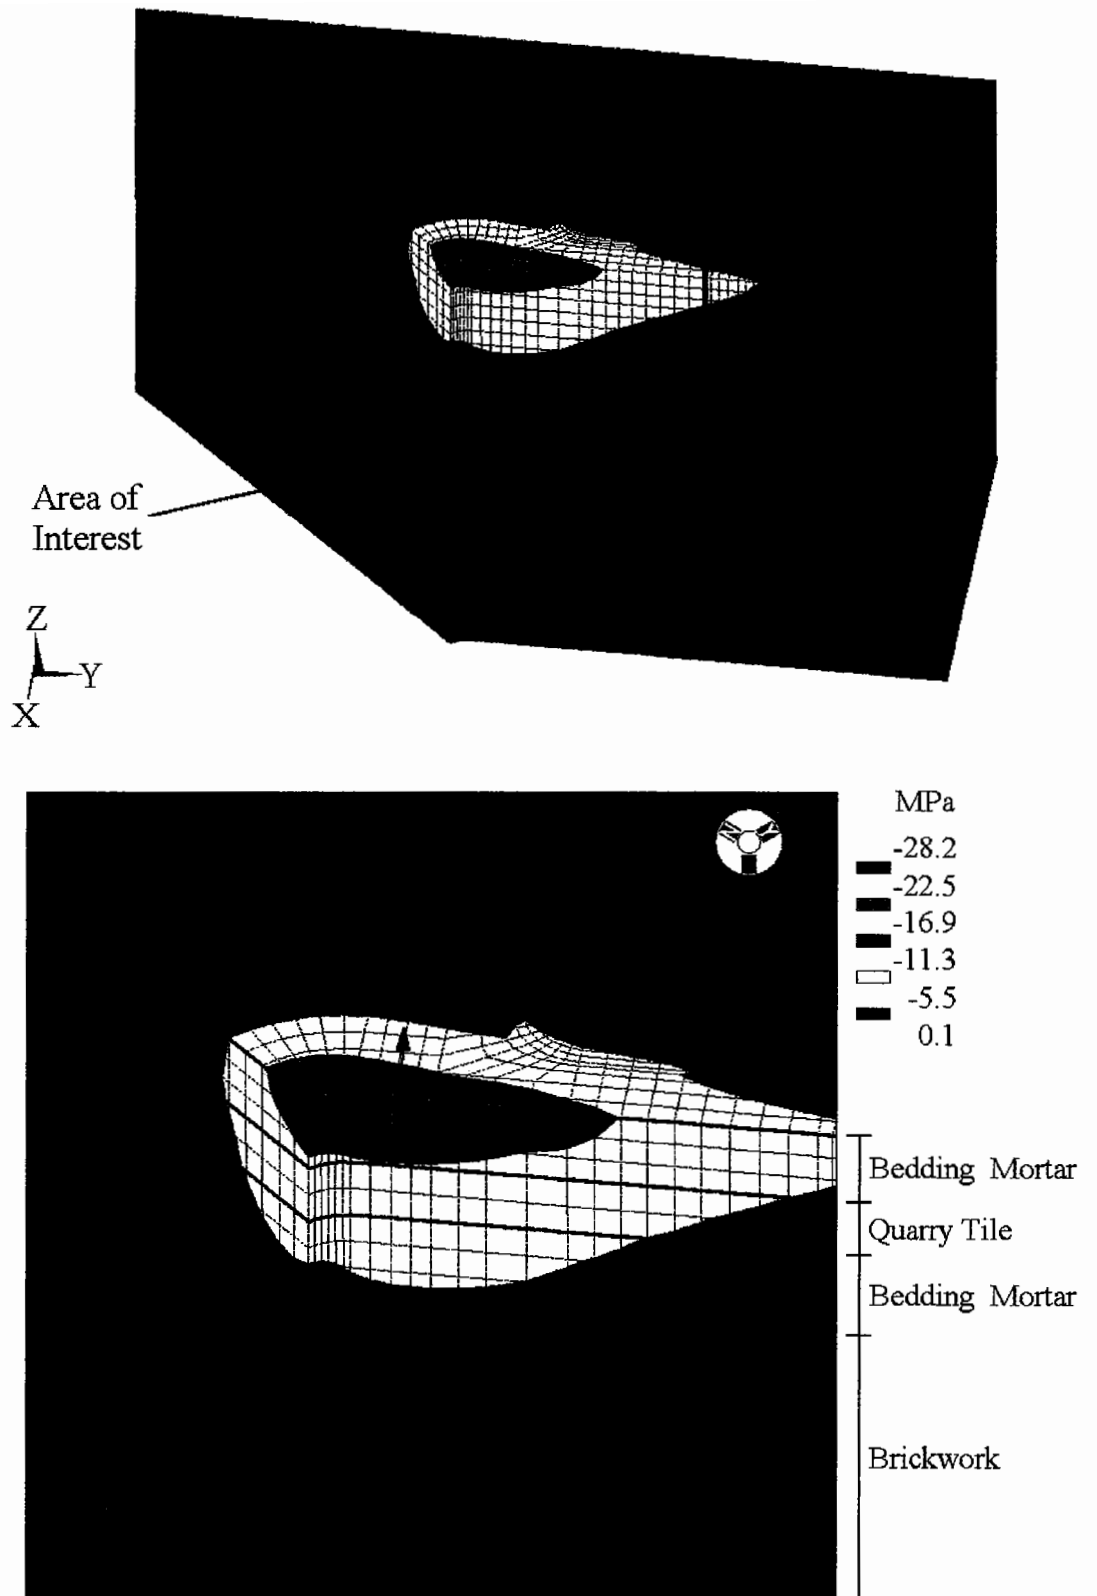 Area of
Interest
Z
Y
X
MPa
-28.2
-22.5
-16.9
-11.3
-5.5
0.1
Bedding Mortar
Quarry Tile
Bedding Mortar
Brickwork